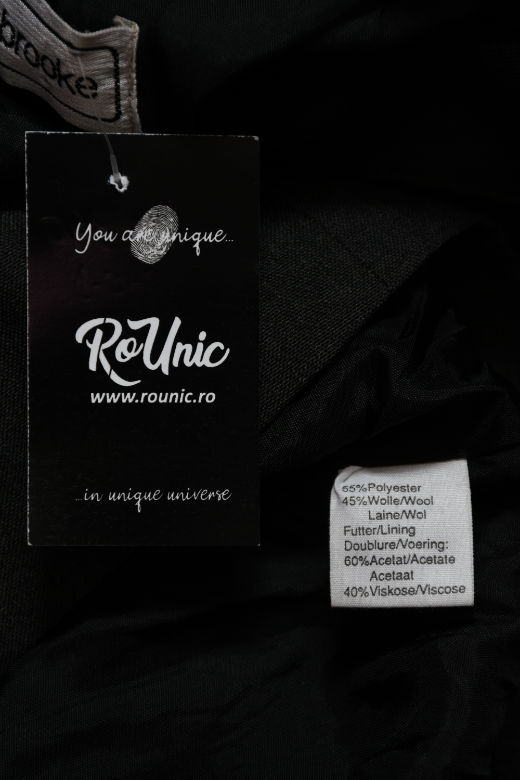 brooke
You are unique...
RoUnic
www.rounic.ro
...in unique universe
55%Polyester
45%Wolle/Wool
Laine/Wol
Futter/Lining
Doublure/Voering:
60%Acetat/Acetate
Acetaat
40%Viskose/Viscose